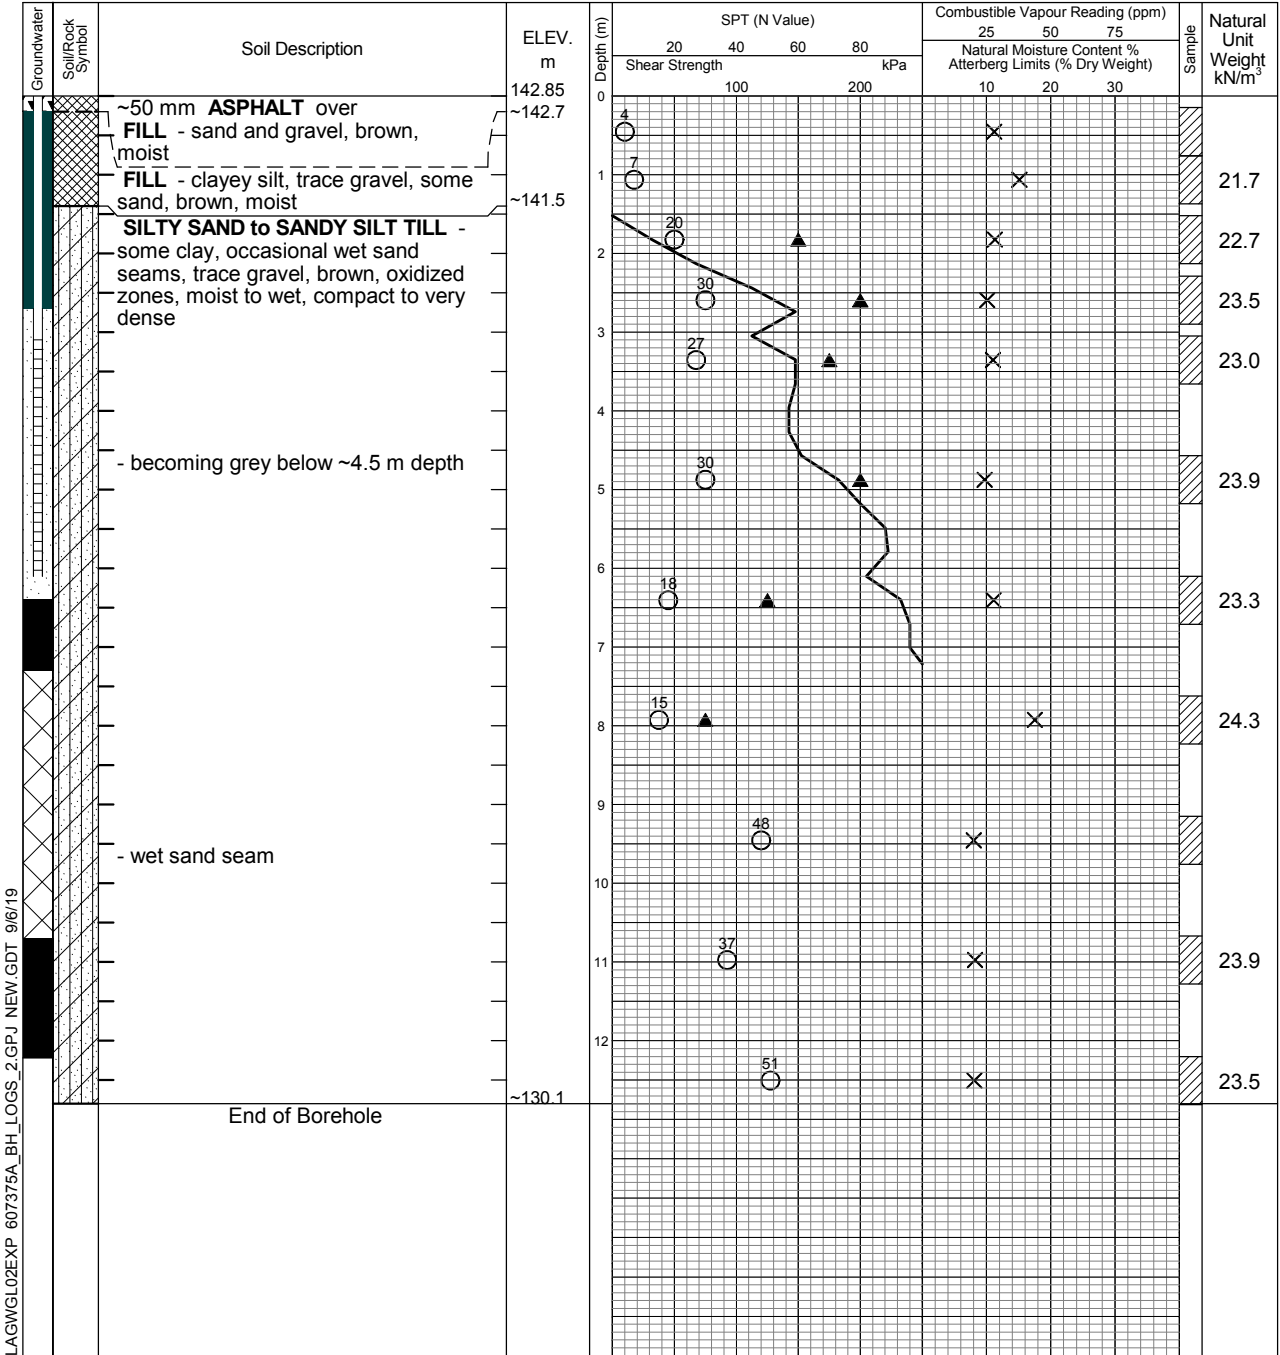 Groundwater
Soil/Rock
Symbol
Soil Description
ELEV.
m
142.85
Depth (m)
SPT (N Value)
20 40 60 80
Shear Strength kPa
100 200
Combustible Vapour Reading (ppm)
25 50 75
Natural Moisture Content %
Atterberg Limits (% Dry Weight)
10 20 30
Sample
Natural
Unit
Weight
kN/m³
0
~50 mm ASPHALT over
~142.7
FILL - sand and gravel, brown,
moist
4
FILL - clayey silt, trace gravel, some
sand, brown, moist
~141.5
7
1
21.7
SILTY SAND to SANDY SILT TILL -
some clay, occasional wet sand
seams, trace gravel, brown, oxidized
zones, moist to wet, compact to very
dense
20
22.7
2
30
23.5
3
27
23.0
4
- becoming grey below ~4.5 m depth
30
23.9
5
6
18
23.3
7
15
24.3
8
9
48
- wet sand seam
10
37
23.9
11
12
51
23.5
~130.1
End of Borehole
LAGWGL02EXP 607375A_BH_LOGS_2.GPJ NEW.GDT 9/6/19